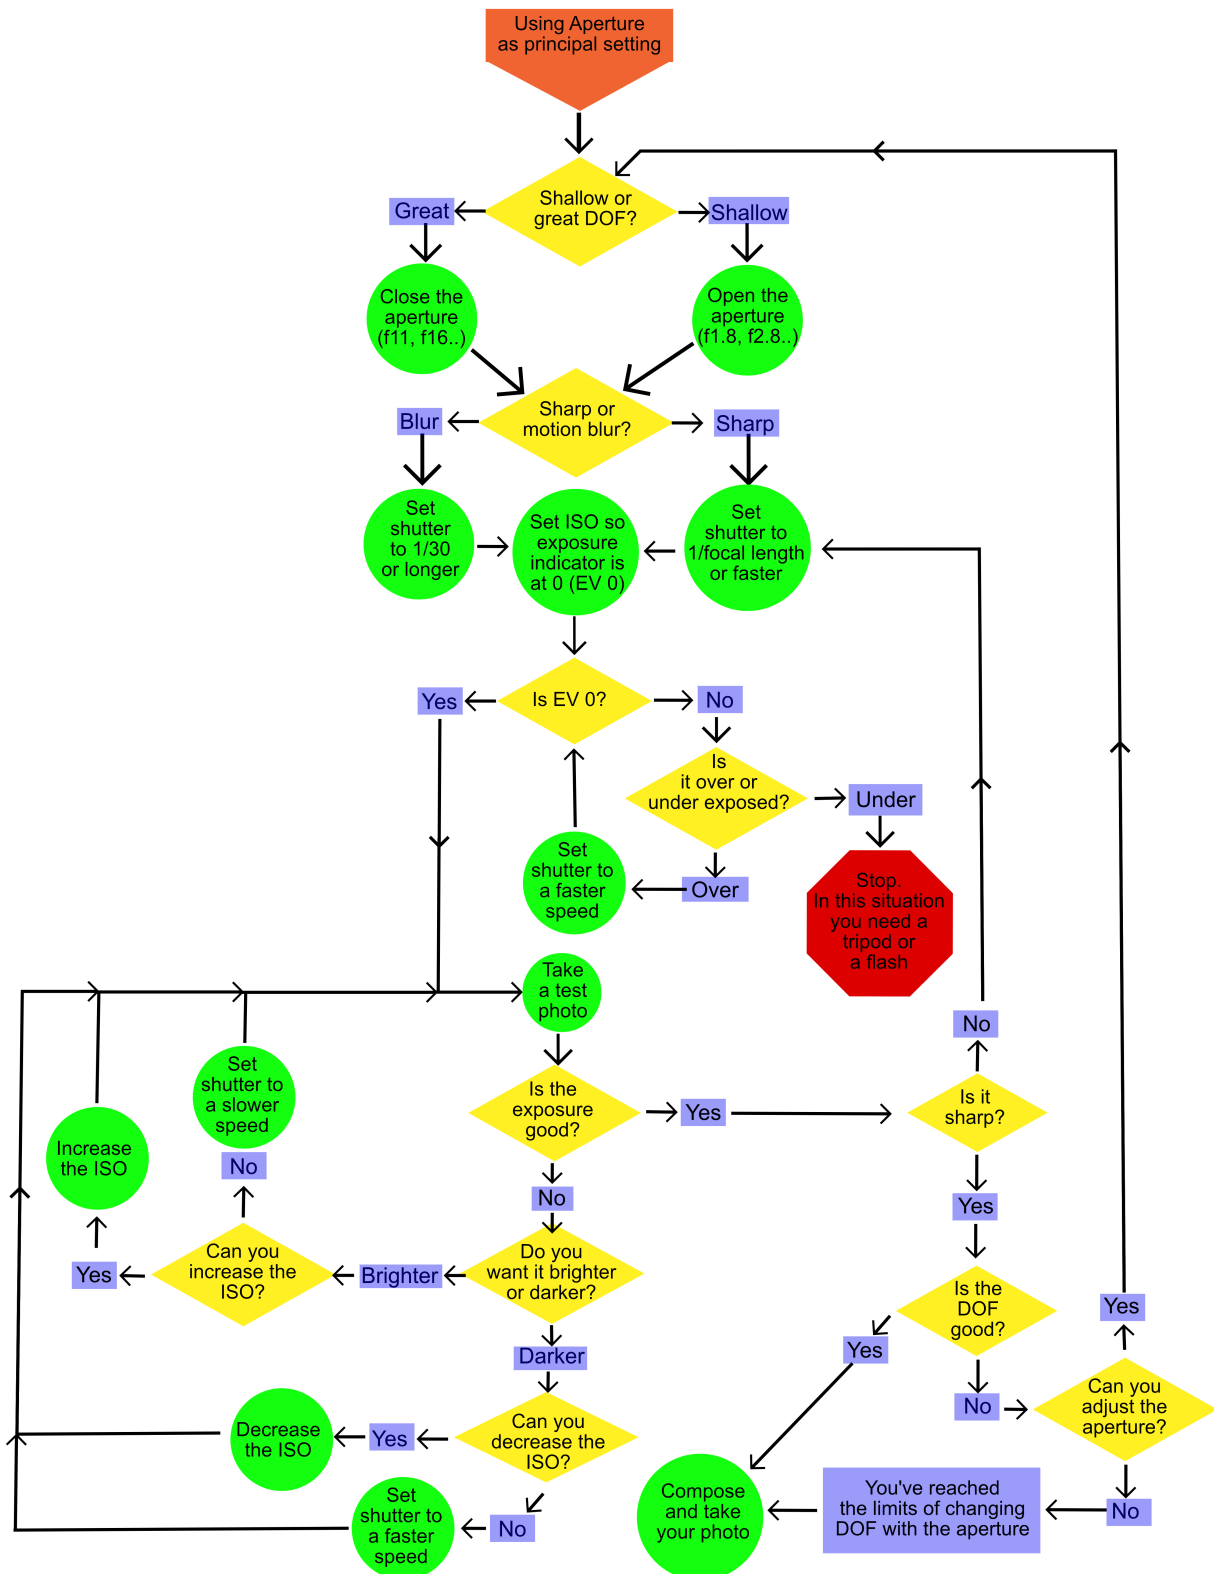 Using Aperture
as principal setting
Shallow or
great DOF?
Great
Shallow
Close the
aperture
(f11, f16..)
Open the
aperture
(f1.8, f2.8..)
Sharp or
motion blur?
Blur
Sharp
Set
shutter
to 1/30
or longer
Set ISO so
exposure
indicator is
at 0 (EV 0)
Set
shutter to
1/focal length
or faster
Is EV 0?
Yes
No
Is
it over or
under exposed?
Under
Over
Set
shutter to
a faster
speed
Stop.
In this situation
you need a
tripod or
a flash
Take
a test
photo
Is the
exposure
good?
Yes
No
Is it
sharp?
No
Yes
Set
shutter to
a slower
speed
Increase
the ISO
No
Yes
Can you
increase the
ISO?
Brighter
Do you
want it brighter
or darker?
Darker
Is the
DOF
good?
Yes
No
Yes
Can you
adjust the
aperture?
No
Can you
decrease the
ISO?
Yes
Decrease
the ISO
No
Set
shutter to
a faster
speed
You've reached
the limits of changing
DOF with the aperture
Compose
and take
your photo